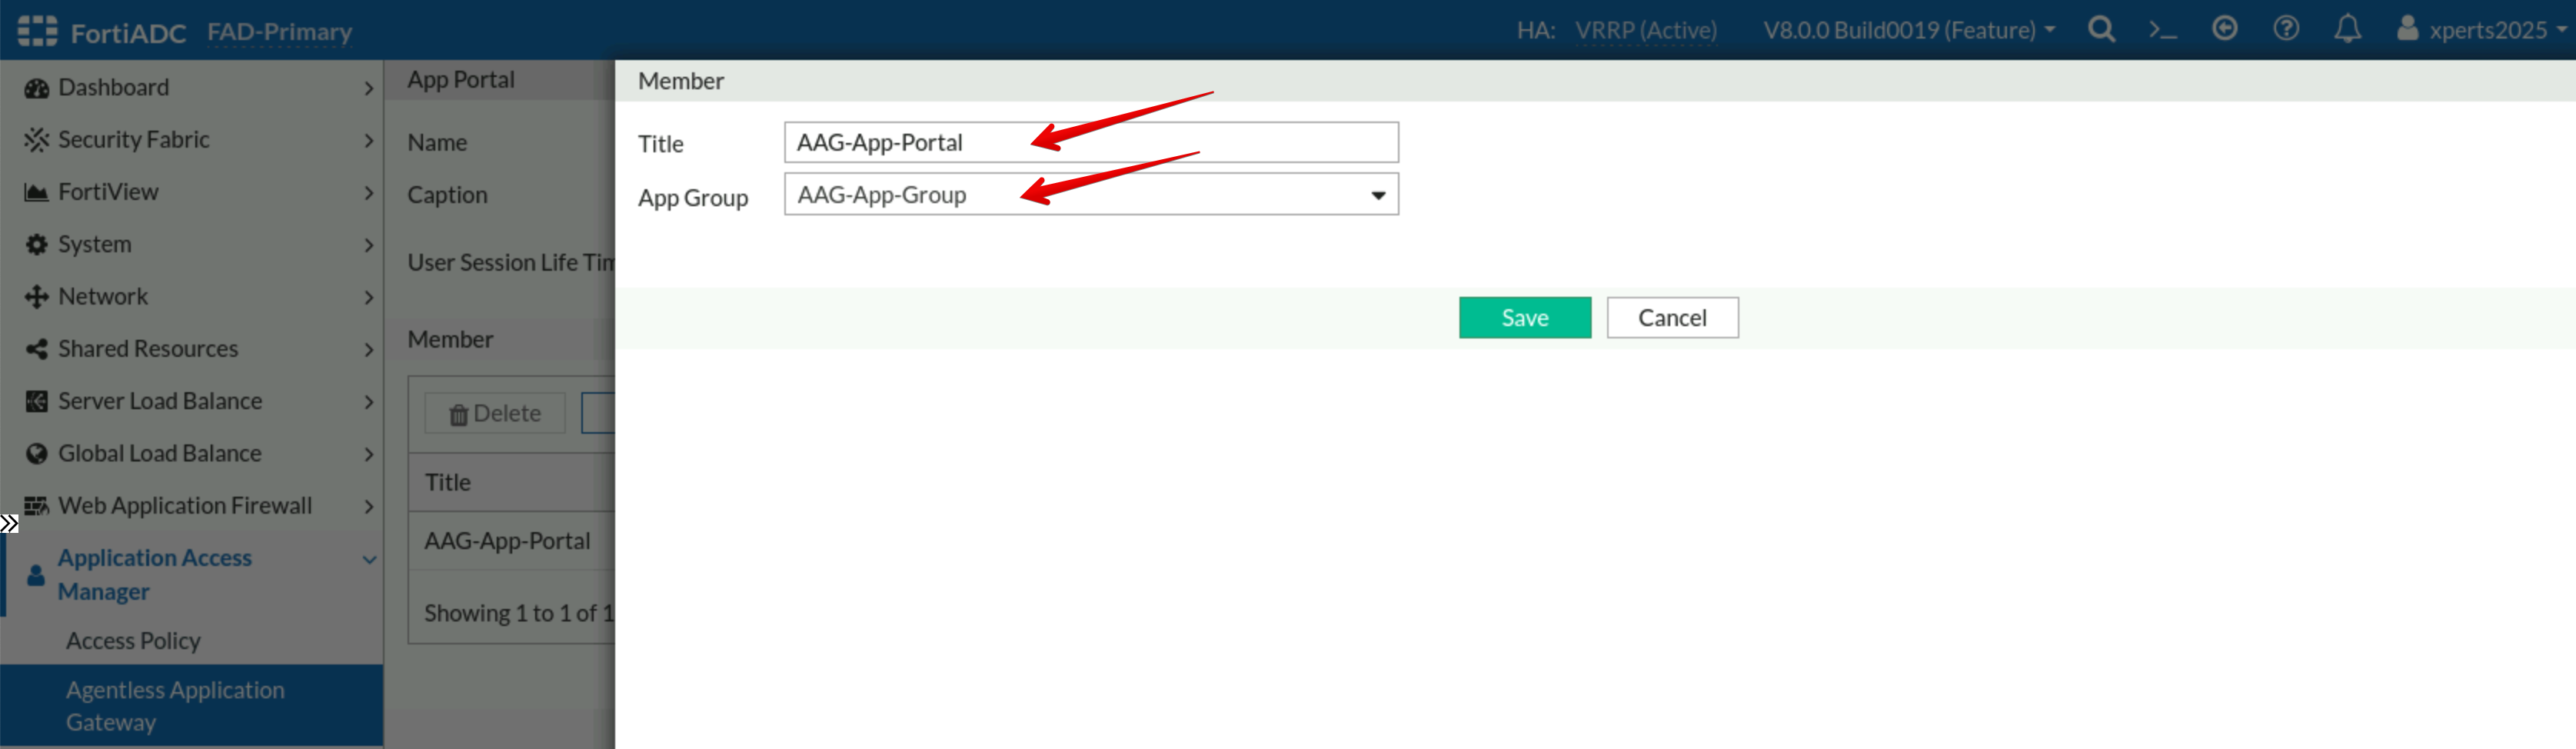 FortiADC FAD-Primary HA: VRRP (Active) V8.0.0 Build0019 (Feature) xperts2025
Dashboard
Security Fabric
FortiView
System
Network
Shared Resources
Server Load Balance
Global Load Balance
Web Application Firewall
Application Access
Manager
Access Policy
Agentless Application
Gateway
App Portal
Name
Caption
User Session Life Tim
Member
Delete
Title
AAG-App-Portal
Showing 1 to 1 of 1
Member
Title AAG-App-Portal
App Group AAG-App-Group
Save Cancel